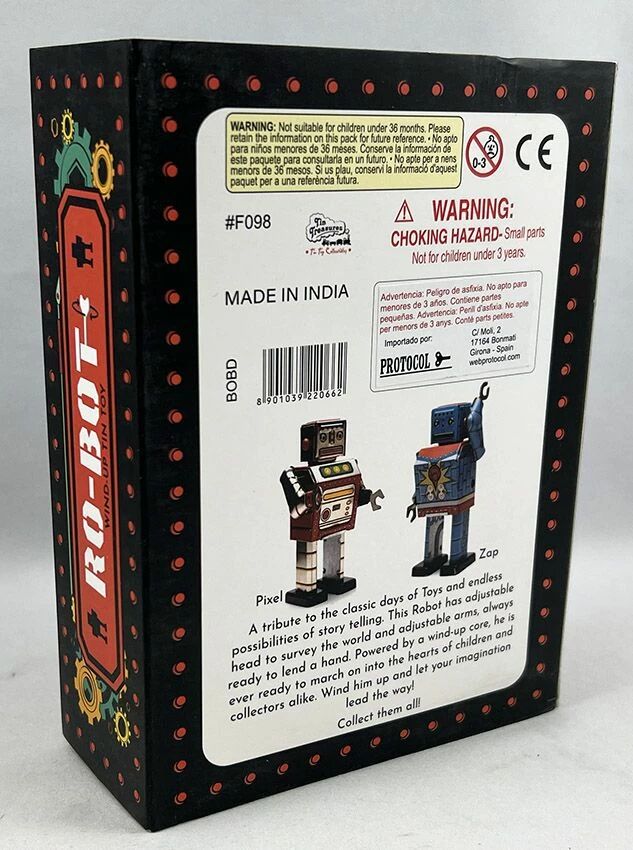 RO-BOT
WIND-UP TIN TOY
WARNING: Not suitable for children under 36 months. Please
retain the information on this pack for future reference. • No apto
para niños menores de 36 meses. Conserve la información de
este paquete para consultarla en un futuro. • No apte per a nens
menors de 36 mesos. Si us plau, conservi la informació d'aquest
paquet per a una referència futura.
0-3
CE
#F098
Tin
Treasures
Tin Toy Collectibles
WARNING:
CHOKING HAZARD- Small parts
Not for children under 3 years.
MADE IN INDIA
Advertencia: Peligro de asfixia. No apto para
menores de 3 años. Contiene partes
pequeñas. Advertencia: Perill d'asfixia. No apte
per menors de 3 anys. Conté parts petites.
Importado por:
PROTOCOL
C/ Molí, 2
17164 Bonmatí
Girona - Spain
webprotocol.com
BOBD
8 901039 220662
Pixel
Zap
A tribute to the classic days of Toys and endless
possibilities of story telling. This Robot has adjustable
head to survey the world and adjustable arms, always
ready to lend a hand. Powered by a wind-up core, he is
ever ready to march on into the hearts of children and
collectors alike. Wind him up and let your imagination
lead the way!
Collect them all!